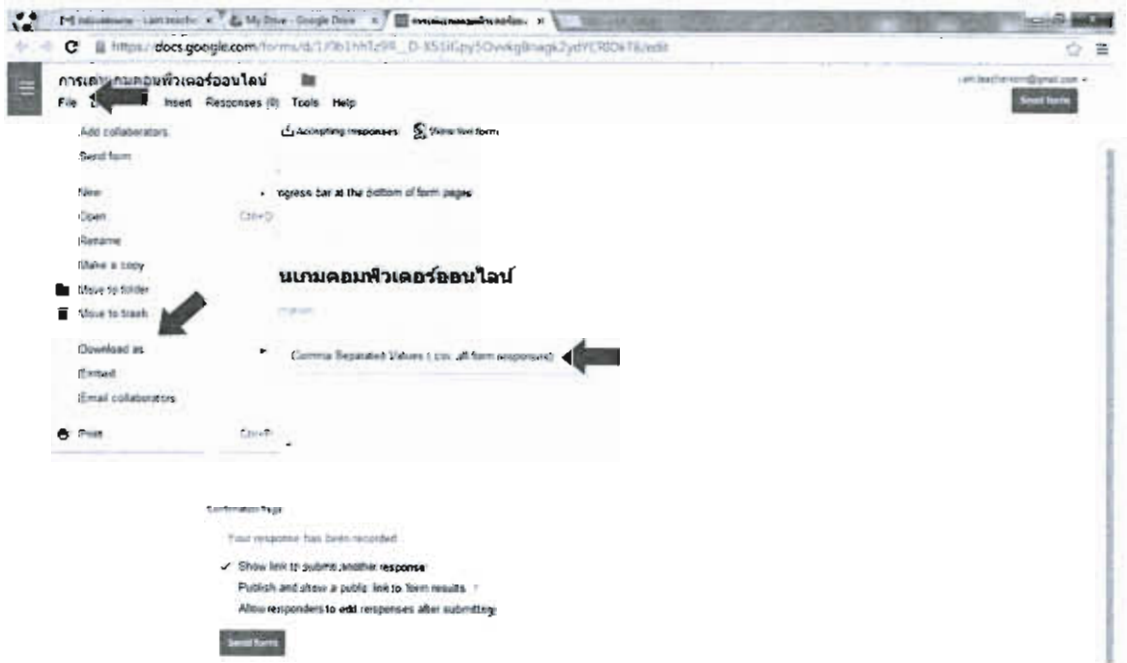 My Drive - Google Drive
https://docs.google.com/forms/d/
การเล่นเกมคอมพิวเตอร์ออนไลน์
File Insert Responses (0) Tools Help
Send form
Add collaborators
Accepting responses View live form
Send form
New
progress bar at the bottom of form pages
Open Ctrl+O
Rename
Make a copy
นเกมคอมพิวเตอร์ออนไลน์
Move to folder
Move to trash
Download as
Comma Separated Values (.csv, all form responses)
Embed
Email collaborators
Print Ctrl+P
Confirmation Page
Your response has been recorded
Show link to submit another response
Publish and show a public link to form results ?
Allow responders to edit responses after submitting
Send form